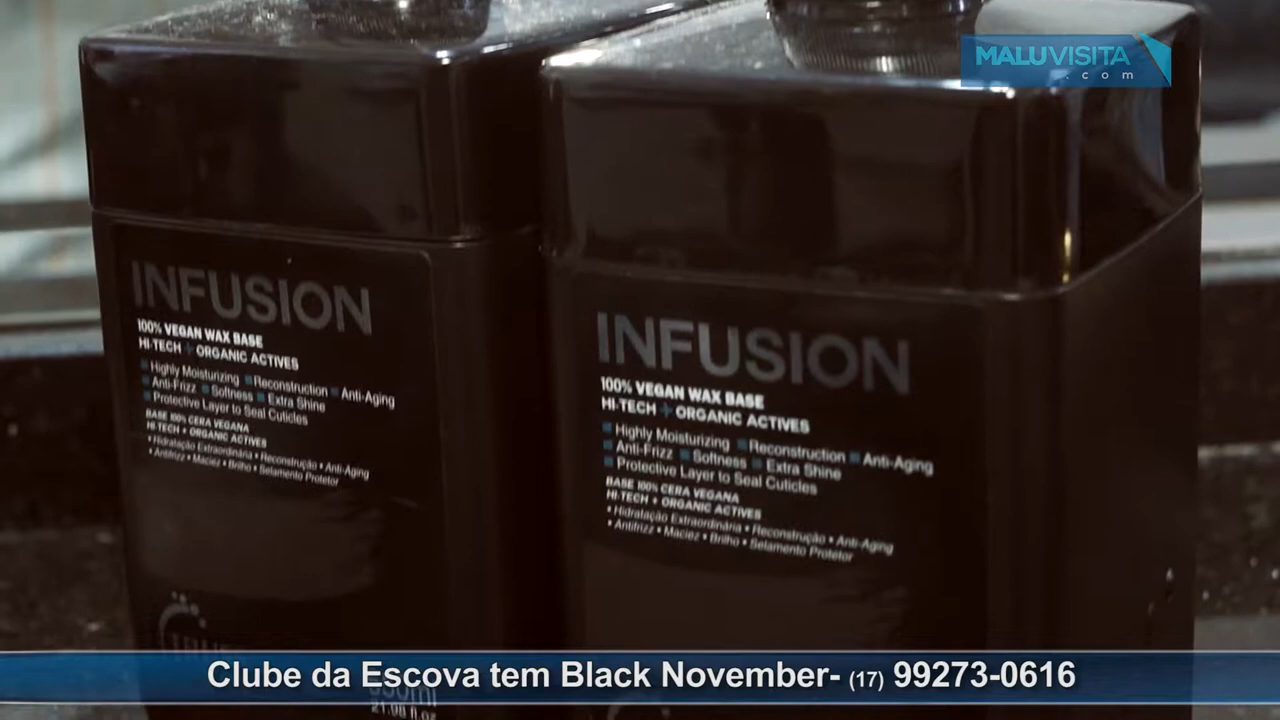 MALUVISITA
.com
INFUSION
100% VEGAN WAX BASE
HI-TECH + ORGANIC ACTIVES
Highly Moisturizing Reconstruction Anti-Aging
Anti-Frizz Softness Extra Shine
Protective Layer to Seal Cuticles
BASE 100% CERA VEGANA
HI-TECH + ORGANIC ACTIVES
• Hidratação Extraordinária • Reconstrução • Anti-Aging
• Antifrizz • Maciez • Brilho • Selamento Protetor
INFUSION
100% VEGAN WAX BASE
HI-TECH + ORGANIC ACTIVES
Highly Moisturizing Reconstruction Anti-Aging
Anti-Frizz Softness Extra Shine
Protective Layer to Seal Cuticles
BASE 100% CERA VEGANA
HI-TECH + ORGANIC ACTIVES
• Hidratação Extraordinária • Reconstrução • Anti-Aging
• Antifrizz • Maciez • Brilho • Selamento Protetor
Clube da Escova tem Black November- (17) 99273-0616
21.98 fl.oz